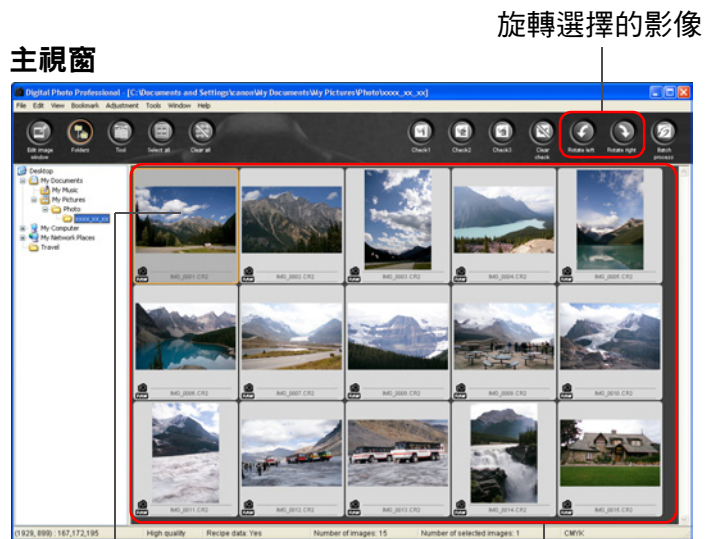 旋轉選擇的影像
主視窗
Digital Photo Professional - [C:\Documents and Settings\canon\My Documents\My Pictures\Photo\xxxx_xx_xx]
File Edit View Bookmark Adjustment Tools Window Help
Edit image window Folders Tool Select all Clear all Check1 Check2 Check3 Clear check Rotate left Rotate right Batch process
Desktop
My Documents
My Music
My Pictures
Photo
xxxx_xx_xx
My Computer
My Network Places
Travel
IMG_0001.CR2 IMG_0002.CR2 IMG_0003.CR2 IMG_0004.CR2 IMG_0005.CR2
IMG_0006.CR2 IMG_0007.CR2 IMG_0008.CR2 IMG_0009.CR2 IMG_0010.CR2
IMG_0011.CR2 IMG_0012.CR2 IMG_0013.CR2 IMG_0014.CR2 IMG_0015.CR2
(1929, 899) : 167,172,195 High quality Recipe data: Yes Number of images: 15 Number of selected images: 1 CMYK